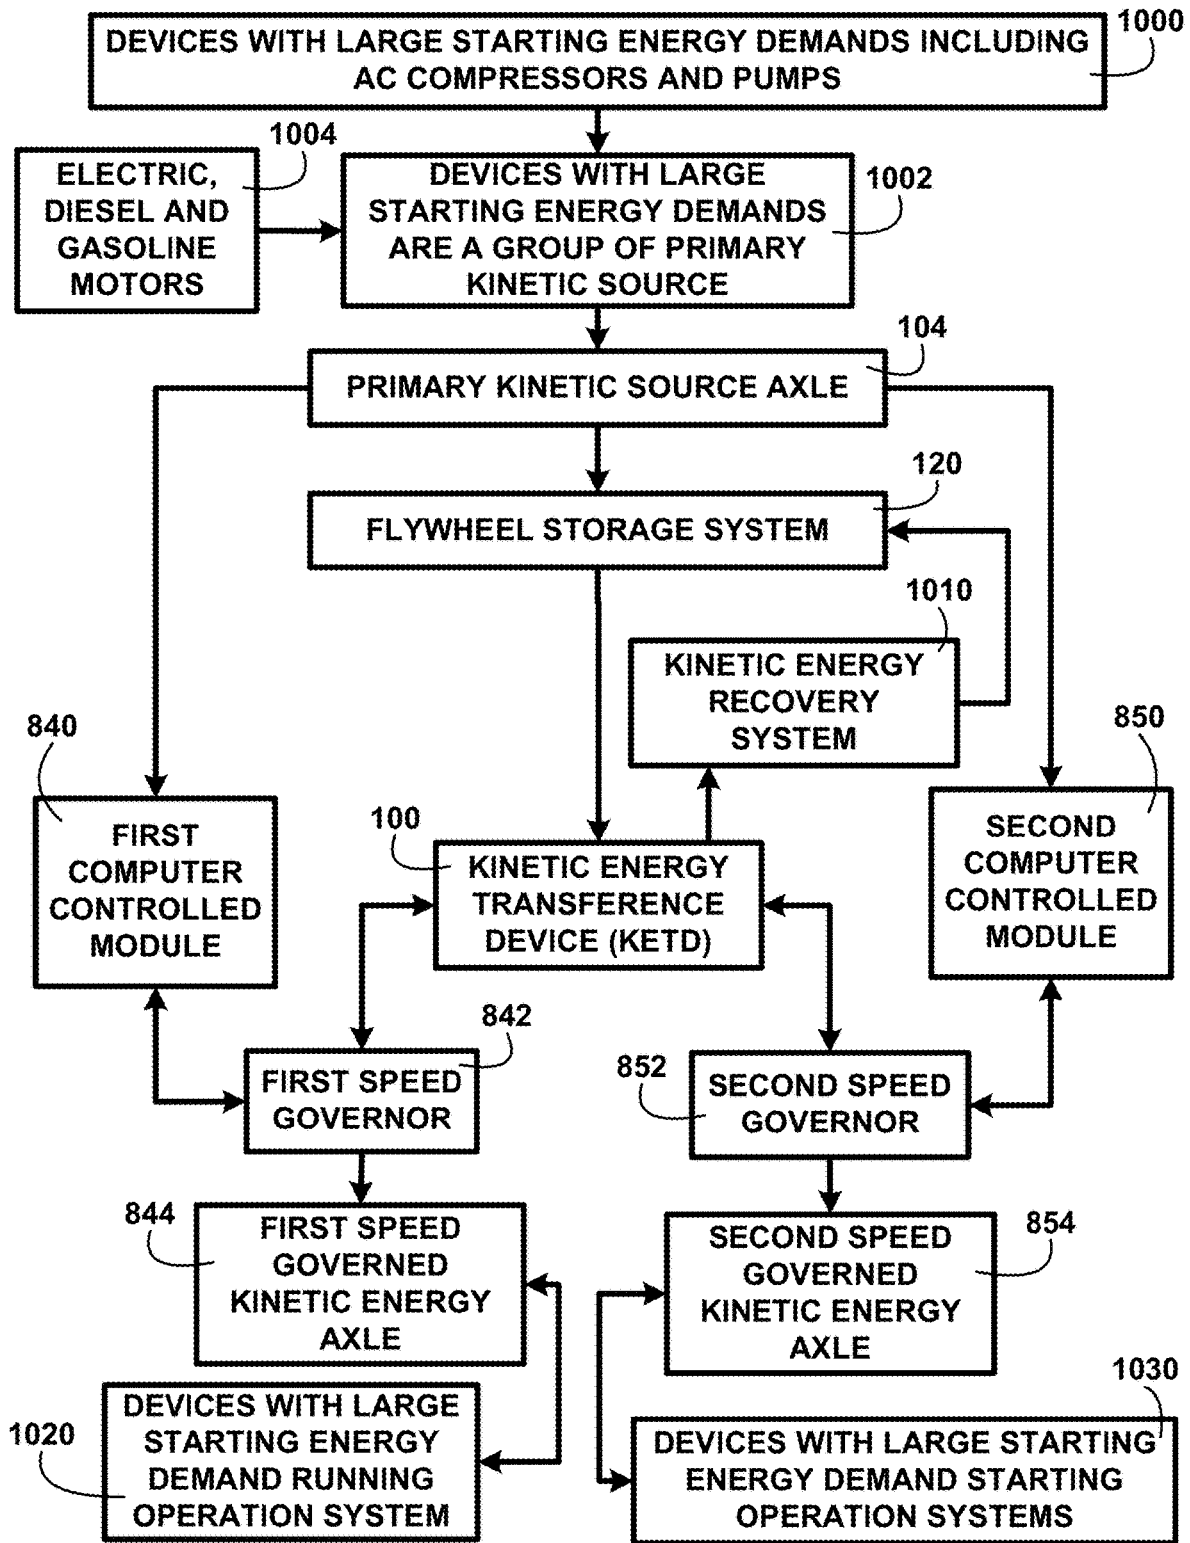 1000
DEVICES WITH LARGE STARTING ENERGY DEMANDS INCLUDING
AC COMPRESSORS AND PUMPS
1004
ELECTRIC,
DIESEL AND
GASOLINE
MOTORS
1002
DEVICES WITH LARGE
STARTING ENERGY DEMANDS
ARE A GROUP OF PRIMARY
KINETIC SOURCE
104
PRIMARY KINETIC SOURCE AXLE
120
FLYWHEEL STORAGE SYSTEM
1010
KINETIC ENERGY
RECOVERY
SYSTEM
840
FIRST
COMPUTER
CONTROLLED
MODULE
100
KINETIC ENERGY
TRANSFERENCE
DEVICE (KETD)
850
SECOND
COMPUTER
CONTROLLED
MODULE
842
FIRST SPEED
GOVERNOR
852
SECOND SPEED
GOVERNOR
844
FIRST SPEED
GOVERNED
KINETIC ENERGY
AXLE
854
SECOND SPEED
GOVERNED
KINETIC ENERGY
AXLE
1020
DEVICES WITH LARGE
STARTING ENERGY
DEMAND RUNNING
OPERATION SYSTEM
1030
DEVICES WITH LARGE STARTING
ENERGY DEMAND STARTING
OPERATION SYSTEMS